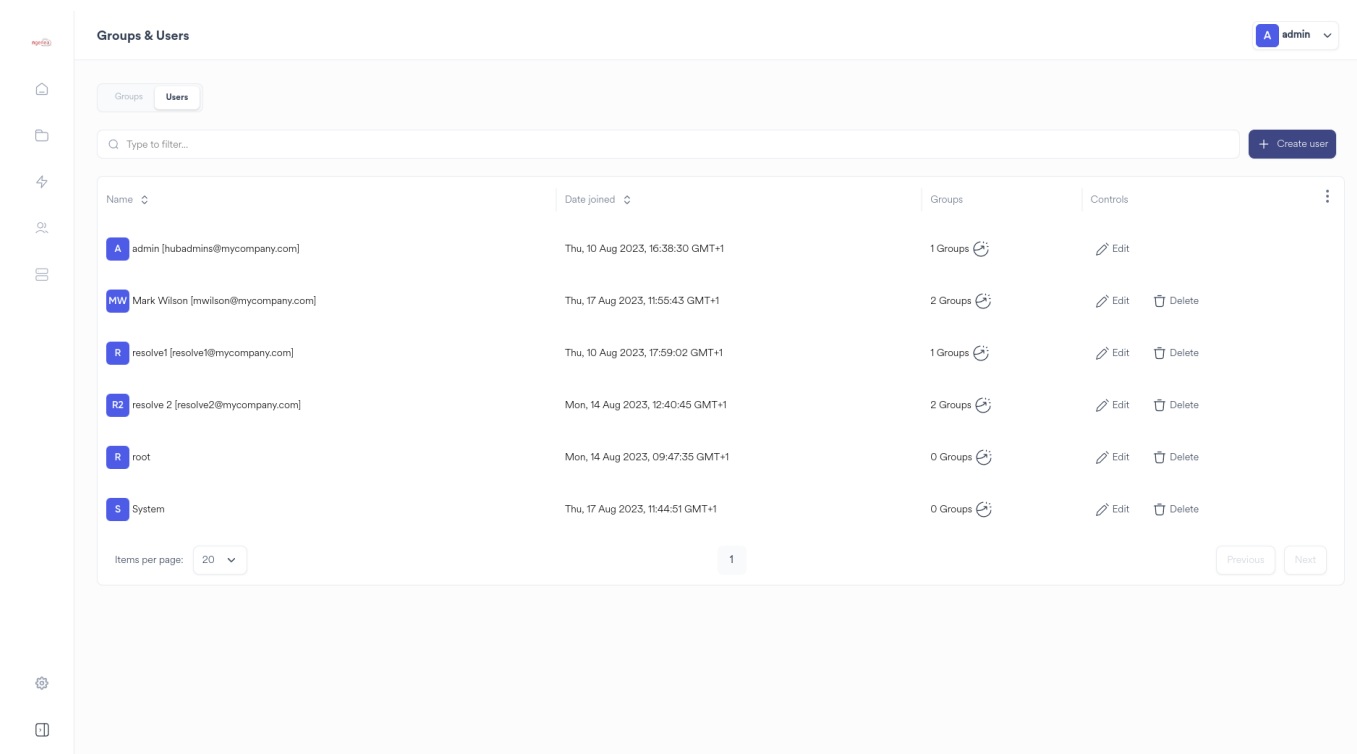 Groups & Users
A admin
Groups Users
Type to filter...
+ Create user
Name Date joined Groups Controls
A admin [hubadmins@mycompany.com] Thu, 10 Aug 2023, 16:38:30 GMT+1 1 Groups Edit
MW Mark Wilson [mwilson@mycompany.com] Thu, 17 Aug 2023, 11:55:43 GMT+1 2 Groups Edit Delete
R resolve1 [resolve1@mycompany.com] Thu, 10 Aug 2023, 17:59:02 GMT+1 1 Groups Edit Delete
R2 resolve 2 [resolve2@mycompany.com] Mon, 14 Aug 2023, 12:40:45 GMT+1 2 Groups Edit Delete
R root Mon, 14 Aug 2023, 09:47:35 GMT+1 0 Groups Edit Delete
S System Thu, 17 Aug 2023, 11:44:51 GMT+1 0 Groups Edit Delete
Items per page: 20 1 Previous Next